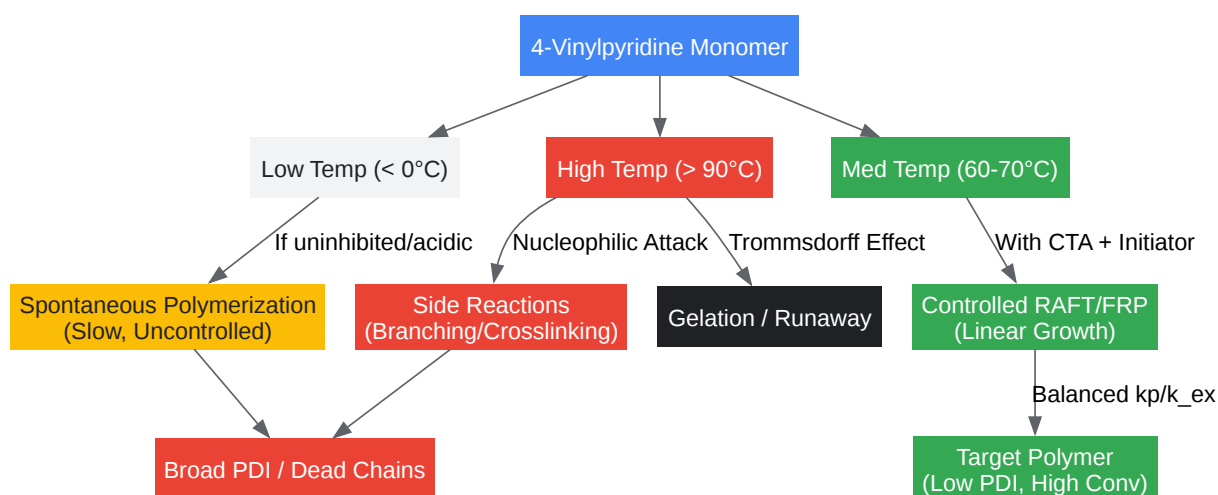 4-Vinylpyridine Monomer
Low Temp (< 0°C)
High Temp (> 90°C)
Med Temp (60-70°C)
If uninhibited/acidic
Nucleophilic Attack
Trommsdorff Effect
With CTA + Initiator
Spontaneous Polymerization
(Slow, Uncontrolled)
Side Reactions
(Branching/Crosslinking)
Gelation / Runaway
Controlled RAFT/FRP
(Linear Growth)
Balanced kp/k_ex
Broad PDI / Dead Chains
Target Polymer
(Low PDI, High Conv)